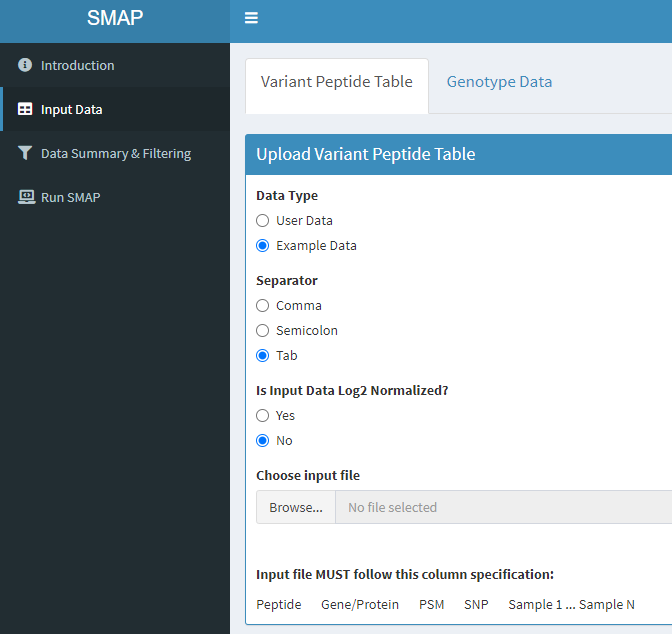 SMAP
Introduction
Input Data
Data Summary & Filtering
Run SMAP
Variant Peptide Table
Genotype Data
Upload Variant Peptide Table
Data Type
User Data
Example Data
Separator
Comma
Semicolon
Tab
Is Input Data Log2 Normalized?
Yes
No
Choose input file
Browse... No file selected
Input file MUST follow this column specification:
Peptide Gene/Protein PSM SNP Sample 1 ... Sample N